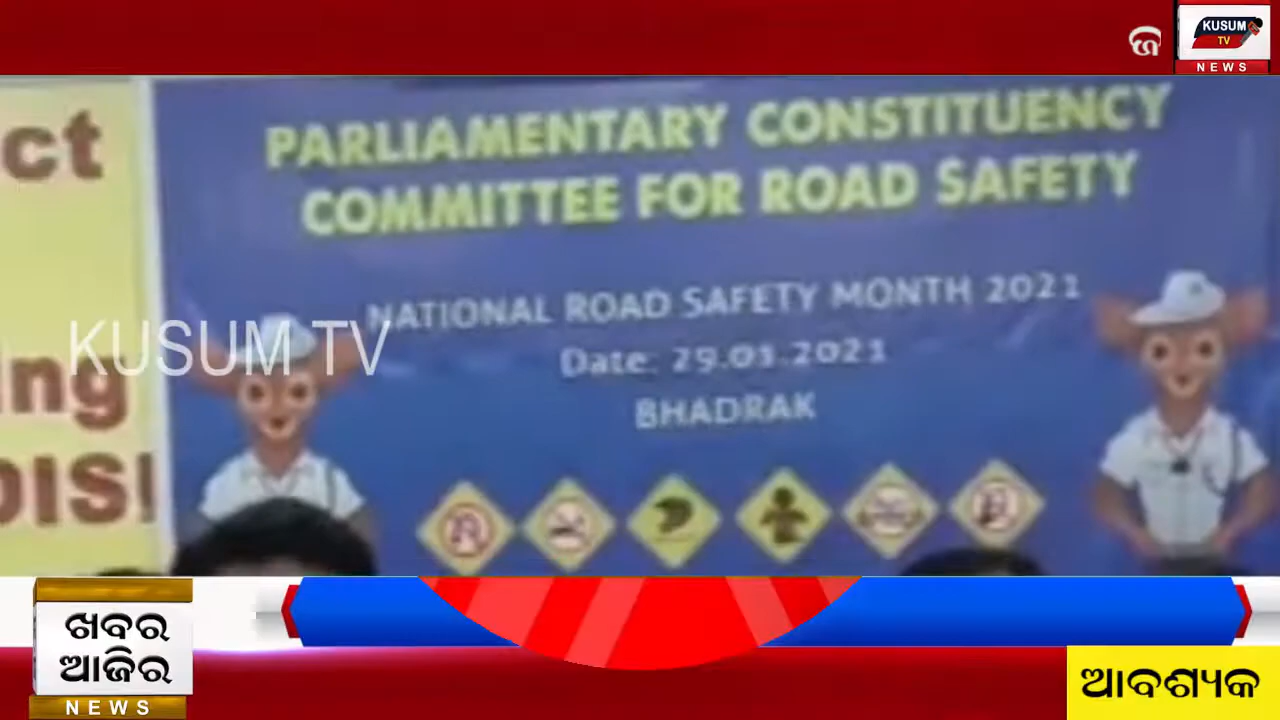 ଜ
KUSUM
TV
NEWS
ct
PARLIAMENTARY CONSTITUENCY
COMMITTEE FOR ROAD SAFETY
NATIONAL ROAD SAFETY MONTH 2021
KUSUM TV
Date: 29.01.2021
ing
BHADRAK
DISI
ଖବର
ଆଜିର
NEWS
ଆବଶ୍ୟକ